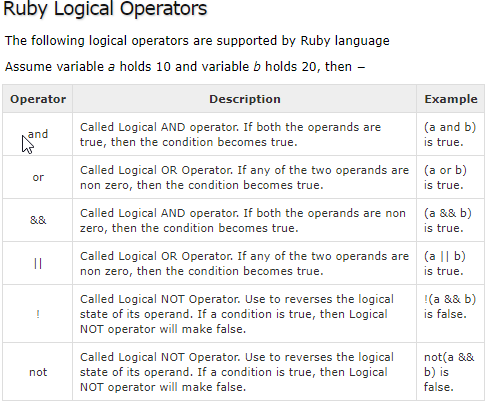 Ruby Logical Operators
The following logical operators are supported by Ruby language
Assume variable a holds 10 and variable b holds 20, then −
Operator Description Example
and Called Logical AND operator. If both the operands are (a and b)
true, then the condition becomes true. is true.
or Called Logical OR Operator. If any of the two operands are (a or b)
non zero, then the condition becomes true. is true.
&& Called Logical AND operator. If both the operands are non (a && b)
zero, then the condition becomes true. is true.
|| Called Logical OR Operator. If any of the two operands are (a || b)
non zero, then the condition becomes true. is true.
! Called Logical NOT Operator. Use to reverses the logical !(a && b)
state of its operand. If a condition is true, then Logical is false.
NOT operator will make false.
not Called Logical NOT Operator. Use to reverses the logical not(a &&
state of its operand. If a condition is true, then Logical b) is
NOT operator will make false. false.